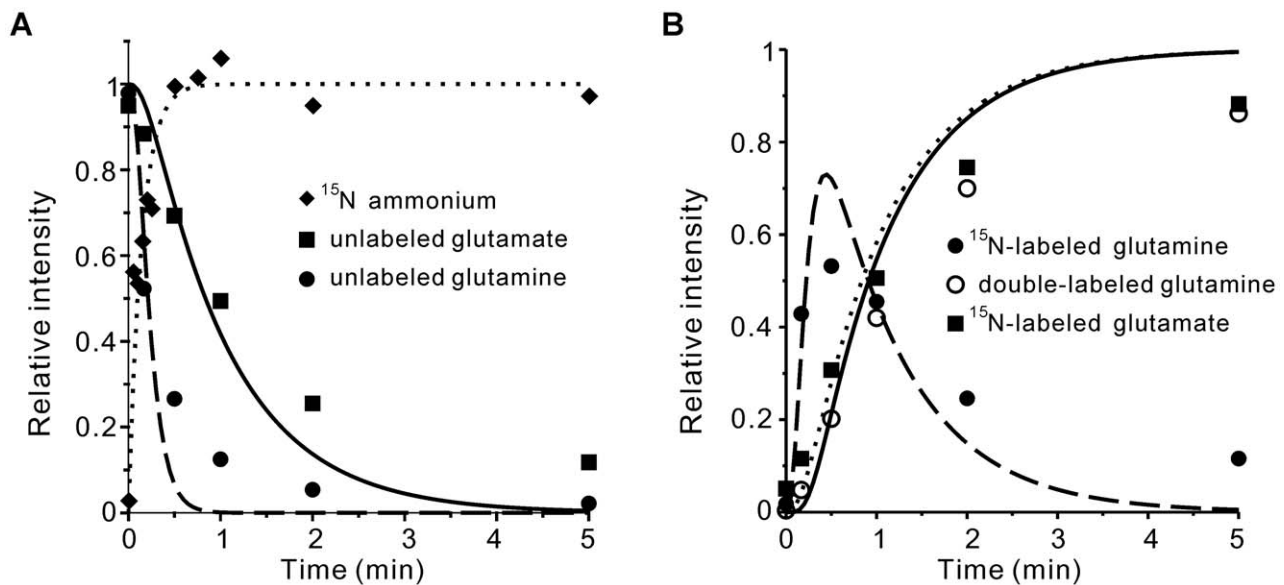 A
Relative intensity
1
0.8
0.6
0.4
0.2
0
15N ammonium
unlabeled glutamate
unlabeled glutamine
0
1
2
3
4
5
Time (min)
B
Relative intensity
1
0.8
0.6
0.4
0.2
0
15N-labeled glutamine
double-labeled glutamine
15N-labeled glutamate
0
1
2
3
4
5
Time (min)